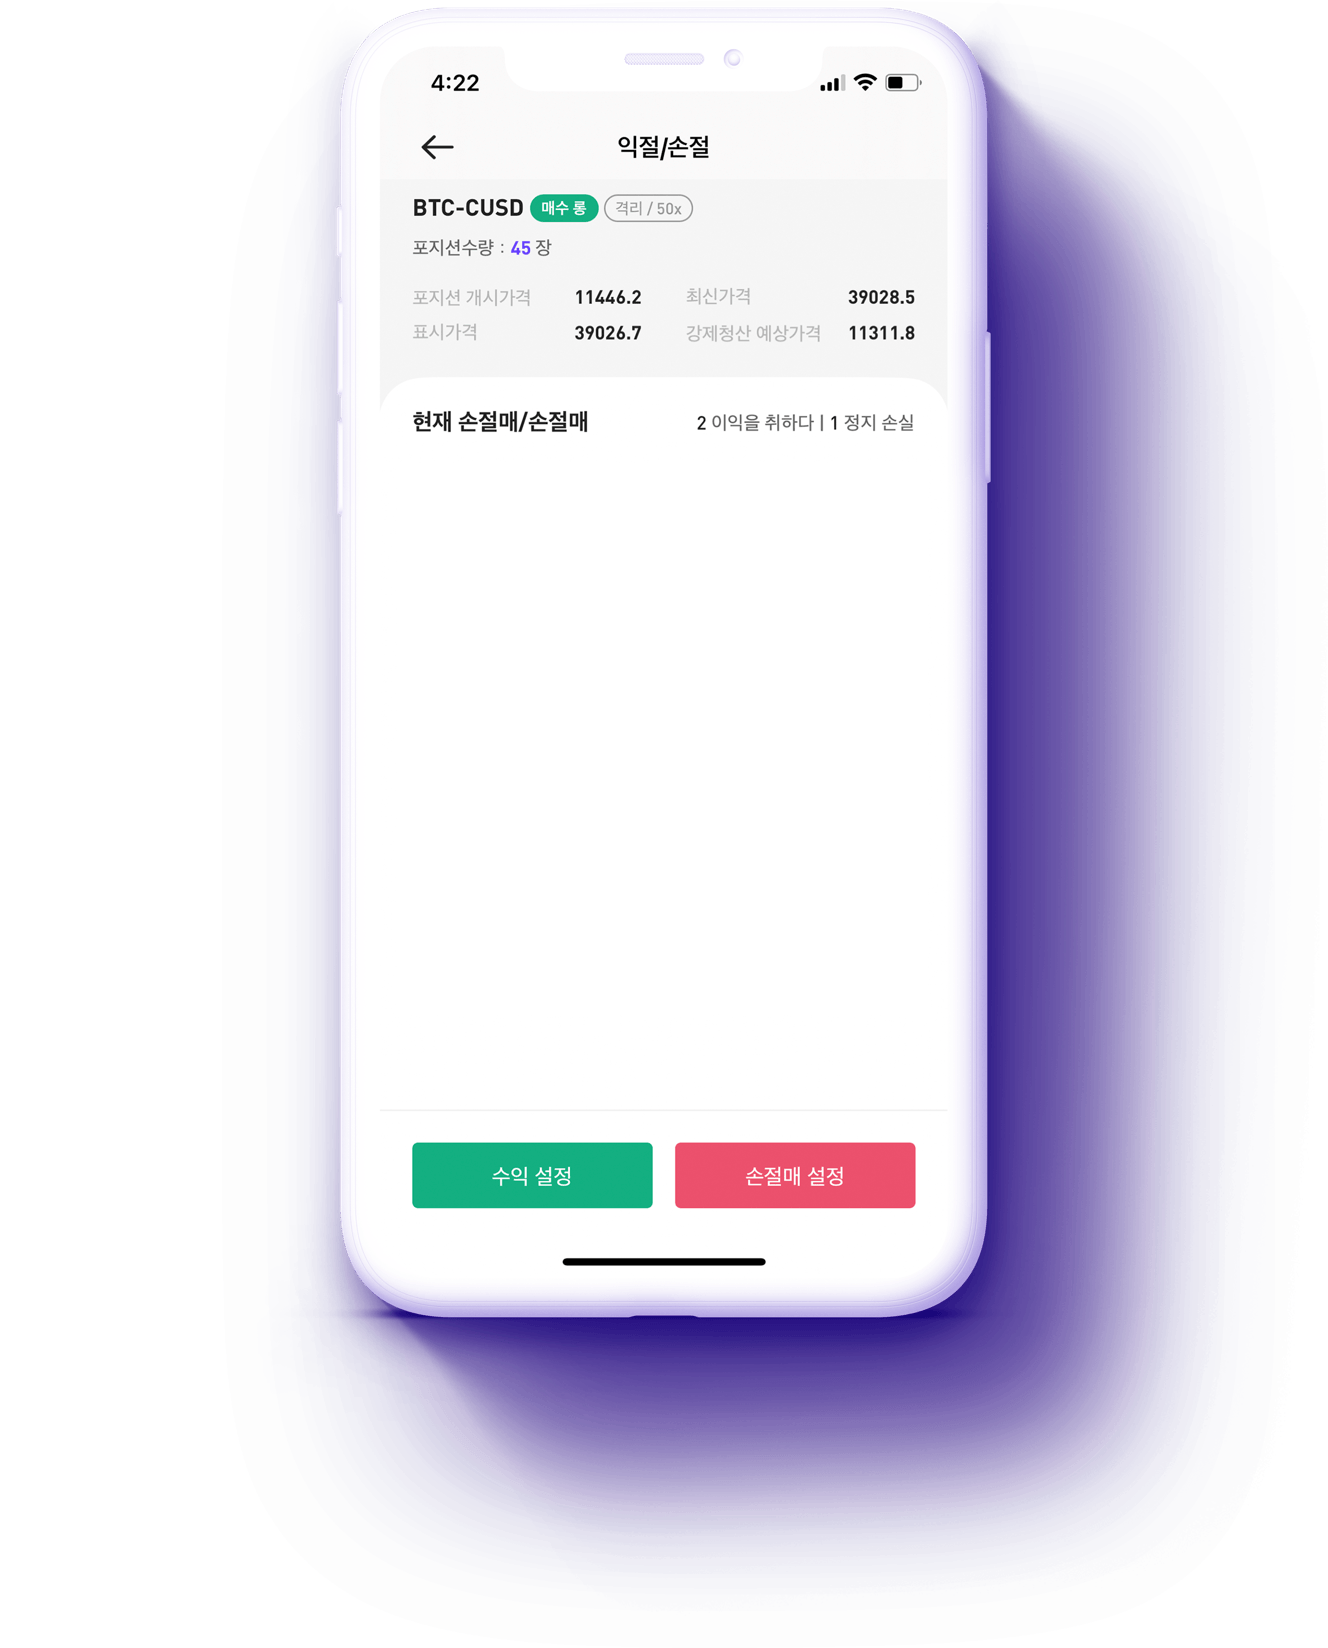 4:22
익절/손절
BTC-CUSD 매수 롱 격리 / 50x
포지션수량 : 45 장
포지션 개시가격 11446.2 최신가격 39028.5
표시가격 39026.7 강제청산 예상가격 11311.8
현재 손절매/손절매 2 이익을 취하다 | 1 정지 손실
수익 설정 손절매 설정